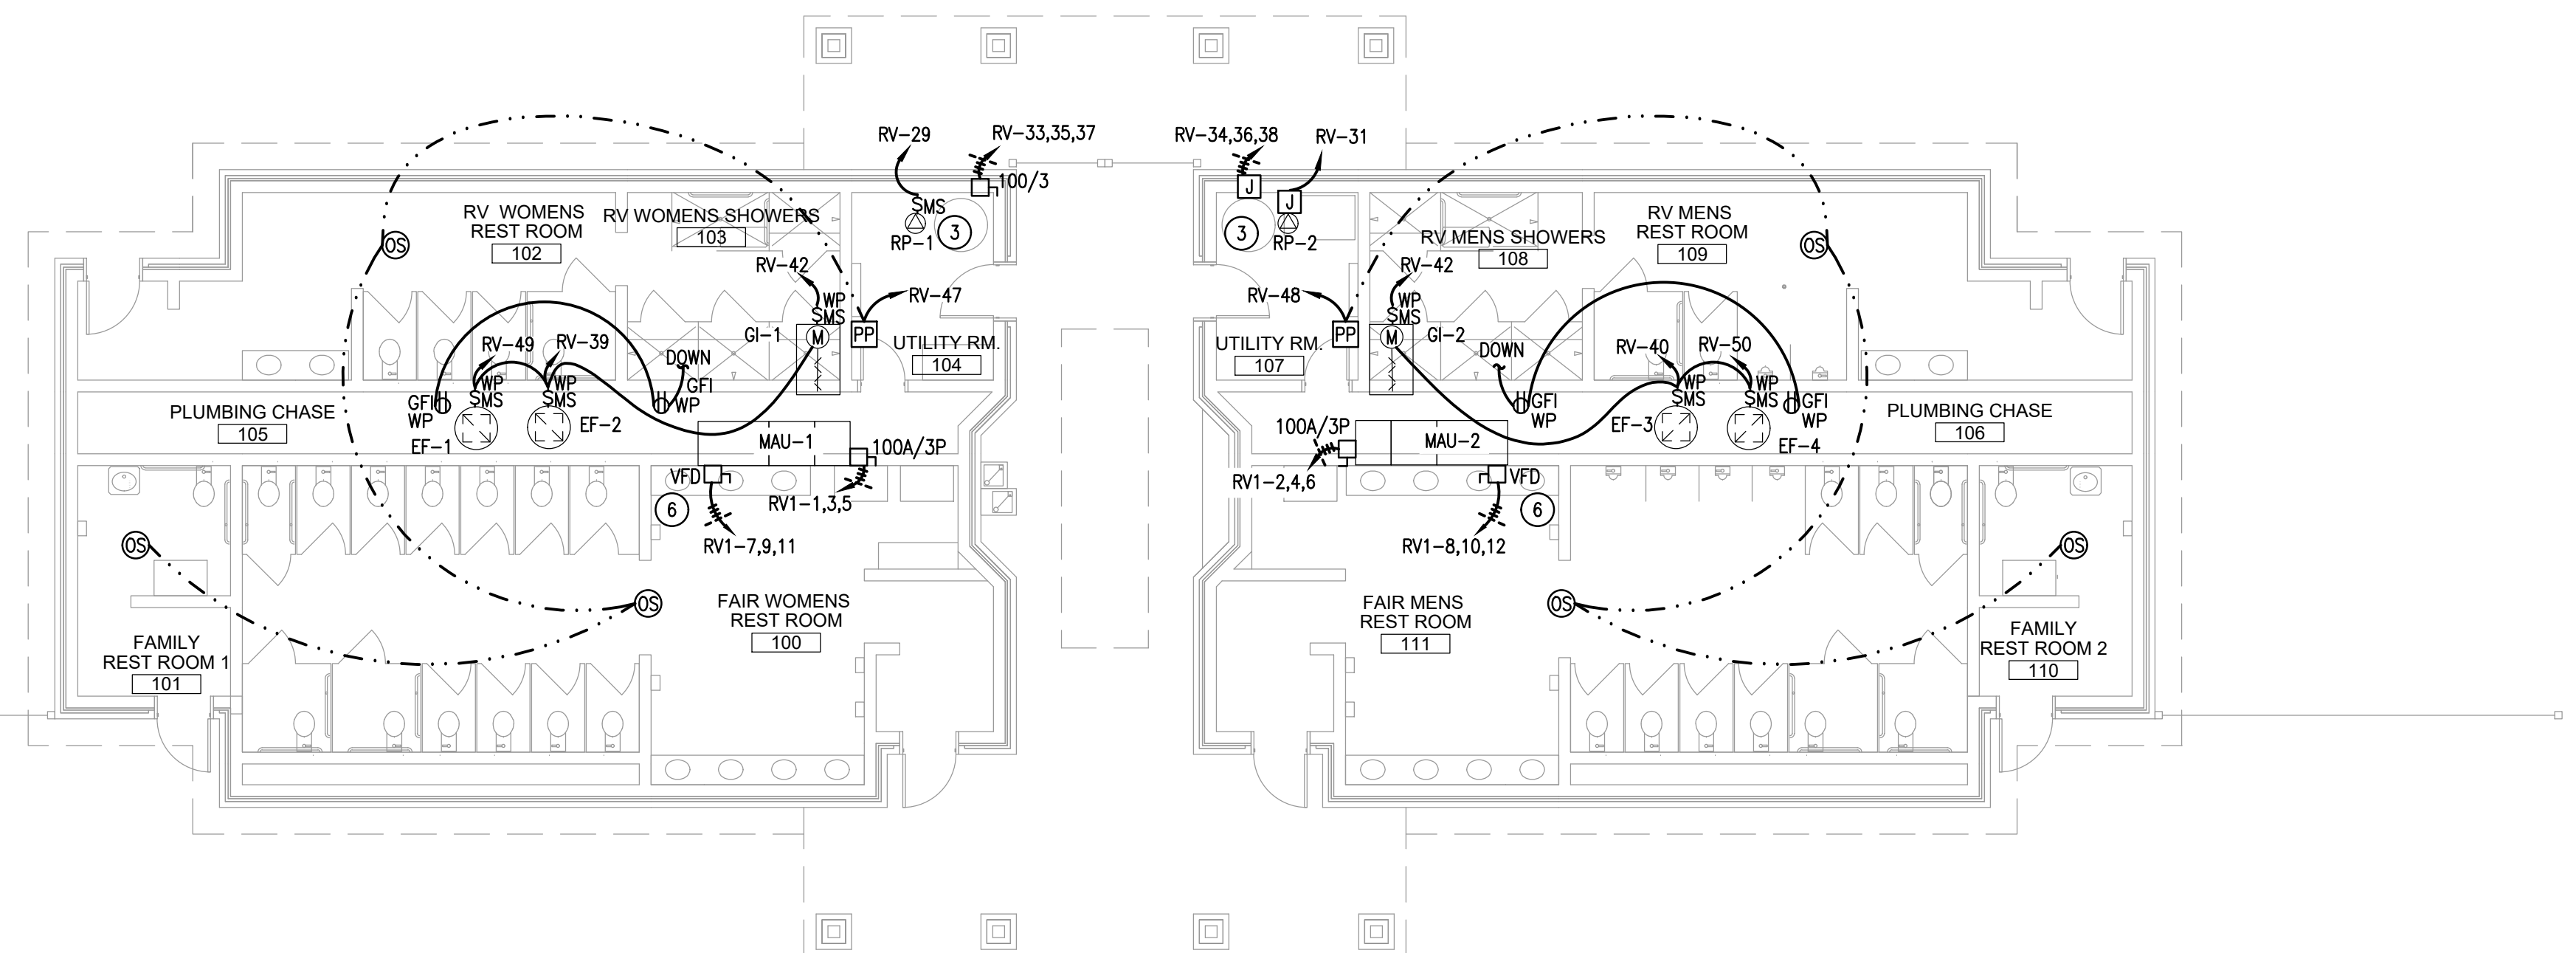 RV-29
RV-33,35,37
RV-34,36,38
RV-31
100/3
J
J
SMS
RP-1
3
3
RP-2
RV WOMENS
REST ROOM
102
RV WOMENS SHOWERS
103
RV MENS SHOWERS
108
RV MENS
REST ROOM
109
OS
OS
RV-42
RV-47
WP
SMS
GI-1
M
PP
UTILITY RM.
104
RV-48
RV-42
WP
SMS
PP
M
GI-2
UTILITY RM.
107
RV-49
RV-39
DOWN
GFI
WP
WP
SMS
WP
SMS
GFI
WP
EF-1
EF-2
DOWN
GFI
WP
RV-40
RV-50
WP
SMS
WP
SMS
GFI
WP
EF-3
EF-4
PLUMBING CHASE
105
PLUMBING CHASE
106
MAU-1
100A/3P
VFD
6
RV1-1,3,5
RV1-7,9,11
100A/3P
MAU-2
RV1-2,4,6
VFD
6
RV1-8,10,12
OS
OS
OS
OS
FAIR WOMENS
REST ROOM
100
FAIR MENS
REST ROOM
111
FAMILY
REST ROOM 1
101
FAMILY
REST ROOM 2
110